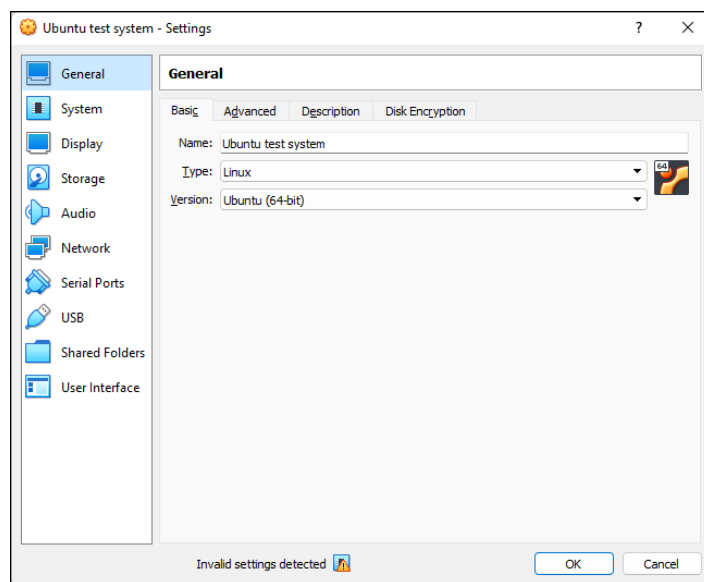 Ubuntu test system - Settings
?
General
System
Display
Storage
Audio
Network
Serial Ports
USB
Shared Folders
User Interface
General
Basic Advanced Description Disk Encryption
Name: Ubuntu test system
Type: Linux
64
Version: Ubuntu (64-bit)
Invalid settings detected
OK Cancel